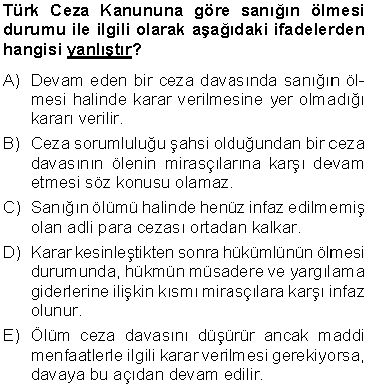 Türk Ceza Kanununa göre sanığın ölmesi
durumu ile ilgili olarak aşağıdaki ifadelerden
hangisi yanlıştır?
A) Devam eden bir ceza davasında sanığın öl-
mesi halinde karar verilmesine yer olmadığı
kararı verilir.
B) Ceza sorumluluğu şahsi olduğundan bir ceza
davasının ölenin mirasçılarına karşı devam
etmesi söz konusu olamaz.
C) Sanığın ölümü halinde henüz infaz edilmemiş
olan adli para cezası ortadan kalkar.
D) Karar kesinleştikten sonra hükümlünün ölmesi
durumunda, hükmün müsadere ve yargılama
giderlerine ilişkin kısmı mirasçılara karşı infaz
olunur.
E) Ölüm ceza davasını düşürür ancak maddi
menfaatlerle ilgili karar verilmesi gerekiyorsa,
davaya bu açıdan devam edilir.